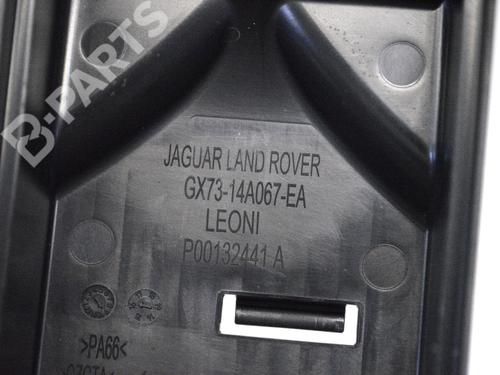 B-PARTS
JAGUAR LAND ROVER
GX73-14A067-EA
LEONI
P00132441 A
>PA66<